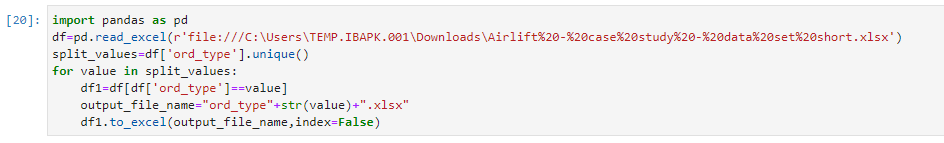 [20]: import pandas as pd
df=pd.read_excel(r'file:///C:\Users\TEMP.IBAPK.001\Downloads\Airlift%20-%20case%20study%20-%20data%20set%20short.xlsx')
split_values=df['ord_type'].unique()
for value in split_values:
    df1=df[df['ord_type']==value]
    output_file_name="ord_type"+str(value)+".xlsx"
    df1.to_excel(output_file_name,index=False)